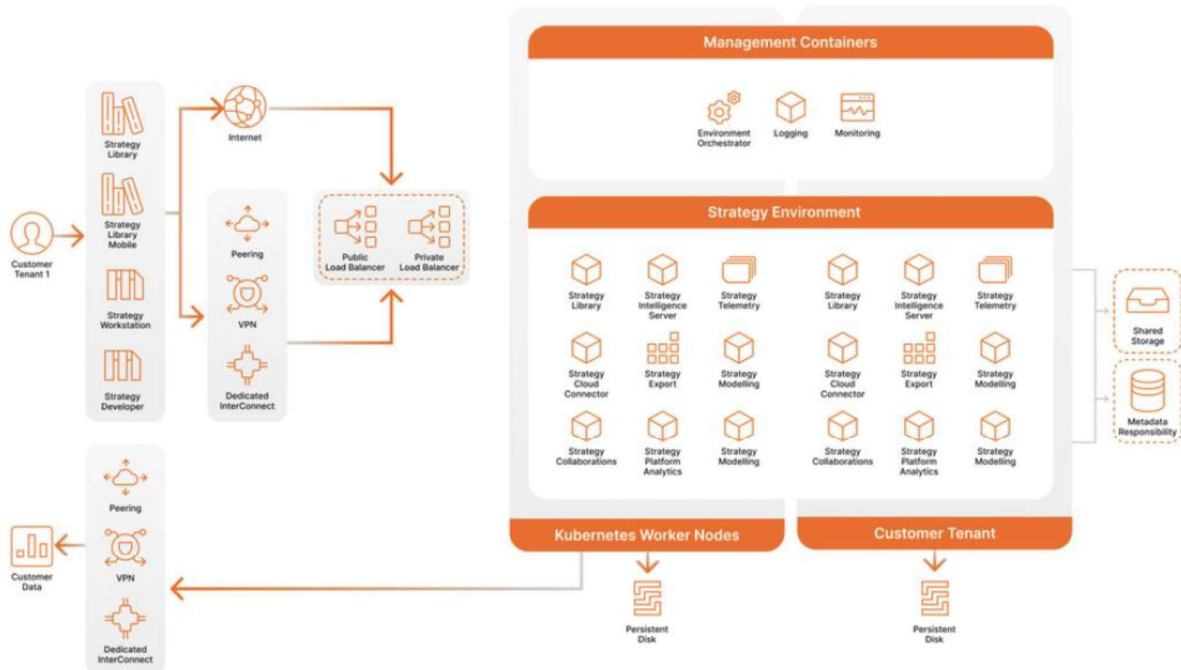 Management Containers
Environment
Orchestrator
Logging
Monitoring
Strategy
Library
Strategy
Library
Mobile
Strategy
Workstation
Strategy
Developer
Customer
Tenant 1
Internet
Peering
VPN
Dedicated
InterConnect
Public
Load Balancer
Private
Load Balancer
Strategy Environment
Strategy
Library
Strategy
Intelligence
Server
Strategy
Telemetry
Strategy
Library
Strategy
Intelligence
Server
Strategy
Telemetry
Strategy
Cloud
Connector
Strategy
Export
Strategy
Modelling
Strategy
Cloud
Connector
Strategy
Export
Strategy
Modelling
Strategy
Collaborations
Strategy
Platform
Analytics
Strategy
Modelling
Strategy
Collaborations
Strategy
Platform
Analytics
Strategy
Modelling
Shared
Storage
Metadata
Responsibility
Kubernetes Worker Nodes
Customer Tenant
Persistent
Disk
Persistent
Disk
Peering
VPN
Dedicated
InterConnect
Customer
Data